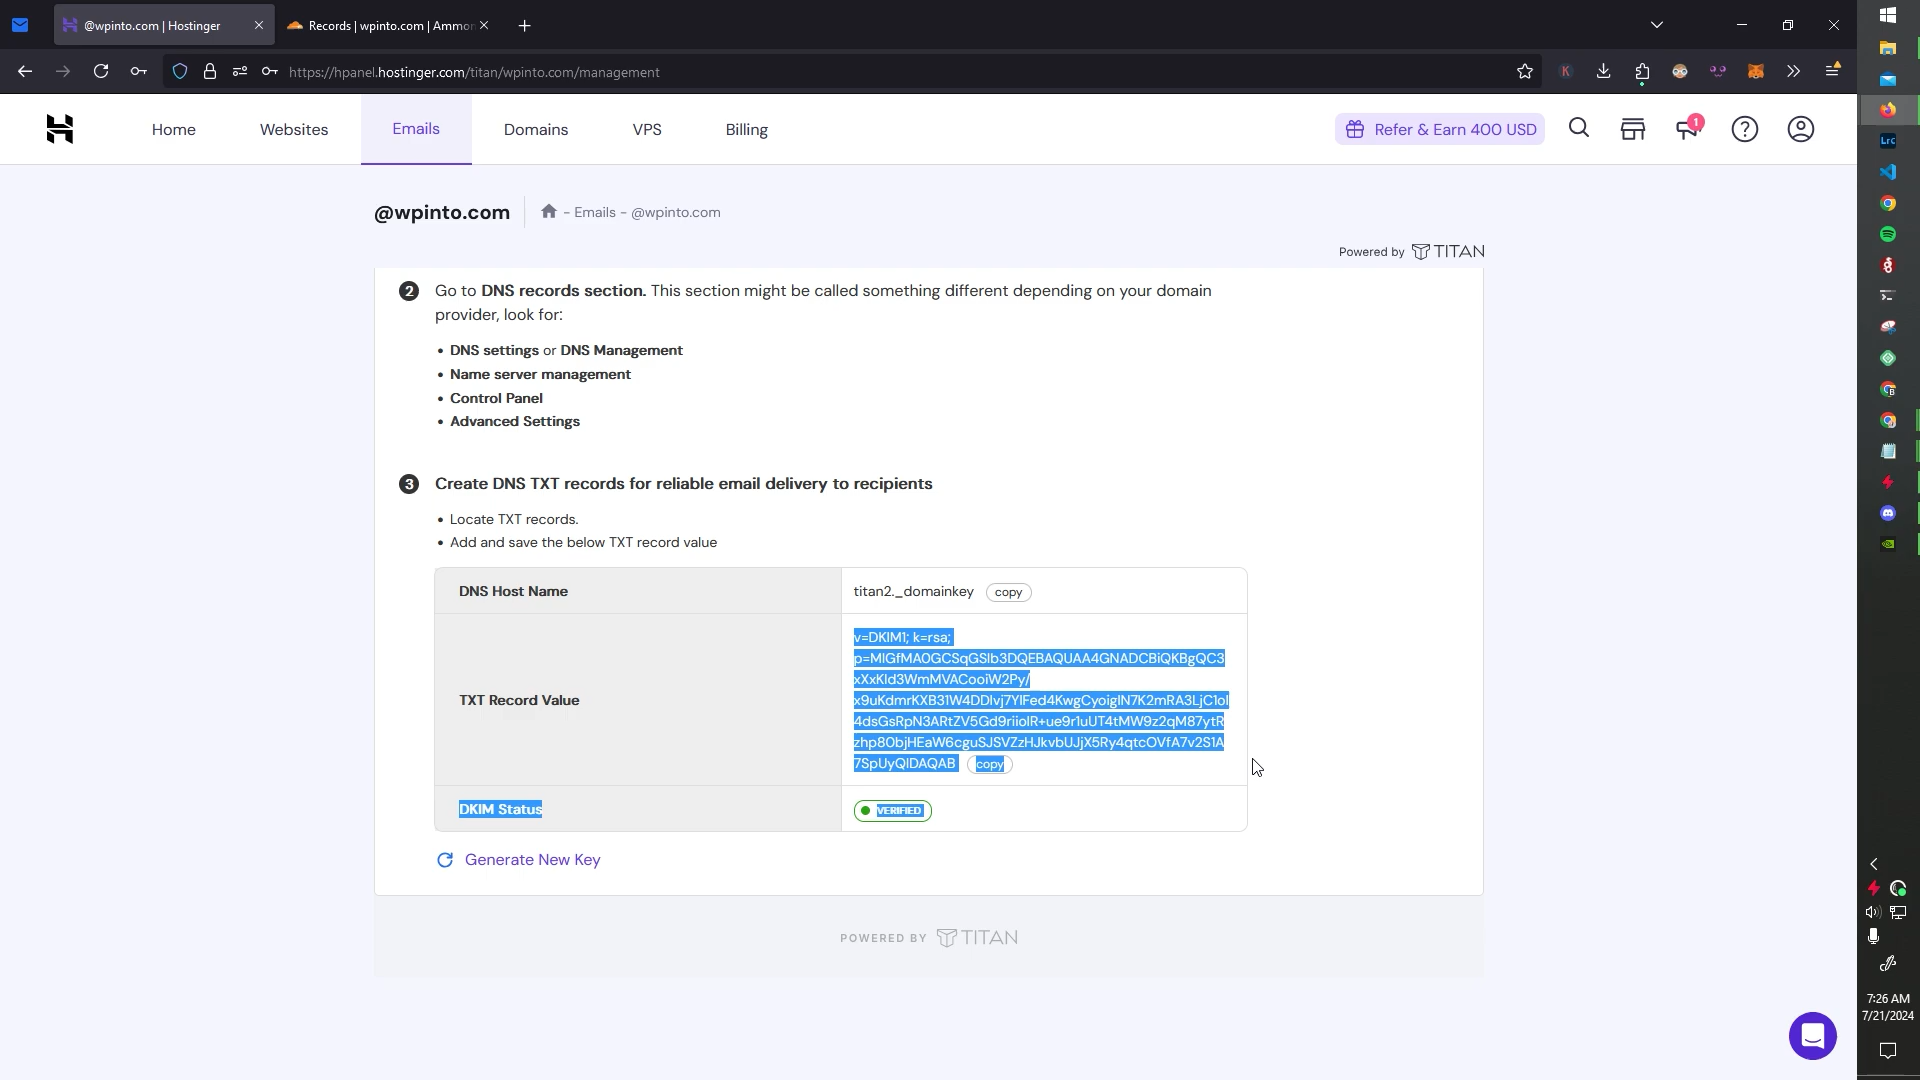 @wpinto.com | Hostinger
Records | wpinto.com | Ammon
https://hpanel.hostinger.com/titan/wpinto.com/management
Home
Websites
Emails
Domains
VPS
Billing
Refer & Earn 400 USD
1
@wpinto.com
- Emails - @wpinto.com
Powered by TITAN
2 Go to DNS records section. This section might be called something different depending on your domain
provider, look for:
• DNS settings or DNS Management
• Name server management
• Control Panel
• Advanced Settings
3 Create DNS TXT records for reliable email delivery to recipients
• Locate TXT records.
• Add and save the below TXT record value
DNS Host Name
titan2._domainkey copy
TXT Record Value
v=DKIM1; k=rsa;
p=MIGfMA0GCSqGSIb3DQEBAQUAA4GNADCBiQKBgQC3
xXxKld3WmMVACooiW2Py/
x9uKdmrKXB31W4DDIvj7YIFed4KwgCyoigIN7K2mRA3LjC1oI
4dsGsRpN3ARtZV5Gd9riioIR+ue9r1uUT4tMW9z2qM87ytR
zhp80bjHEaW6cguSJSVZzHJkvbUJjX5Ry4qtcOVfA7v2S1A
7SpUyQIDAQAB copy
DKIM Status
VERIFIED
Generate New Key
POWERED BY TITAN
Lrc
7:26 AM
7/21/2024